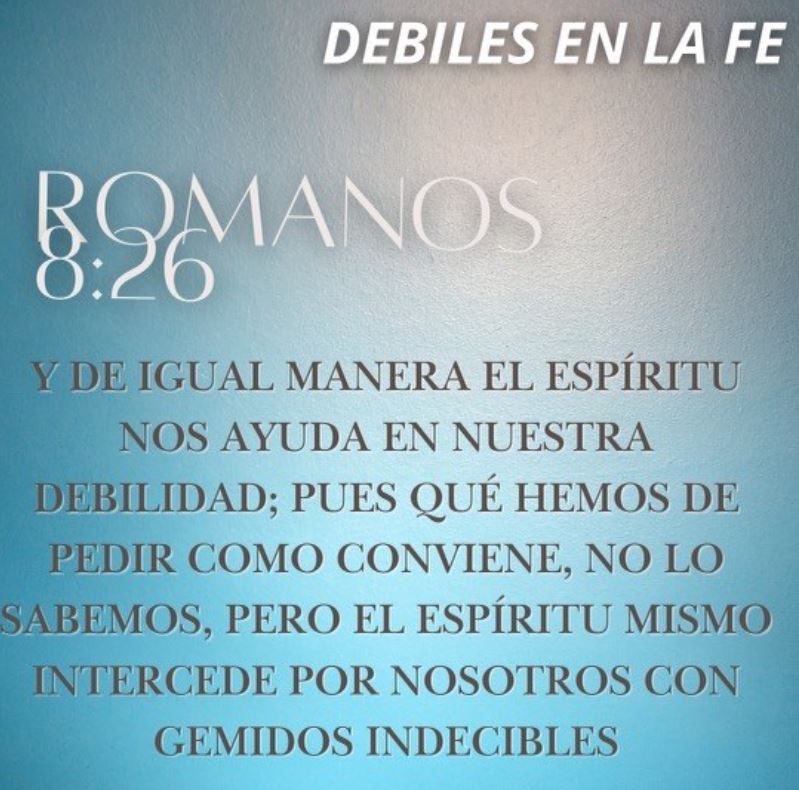 DEBILES EN LA FE
ROMANOS
8:26
Y DE IGUAL MANERA EL ESPÍRITU
NOS AYUDA EN NUESTRA
DEBILIDAD; PUES QUÉ HEMOS DE
PEDIR COMO CONVIENE, NO LO
SABEMOS, PERO EL ESPÍRITU MISMO
INTERCEDE POR NOSOTROS CON
GEMIDOS INDECIBLES